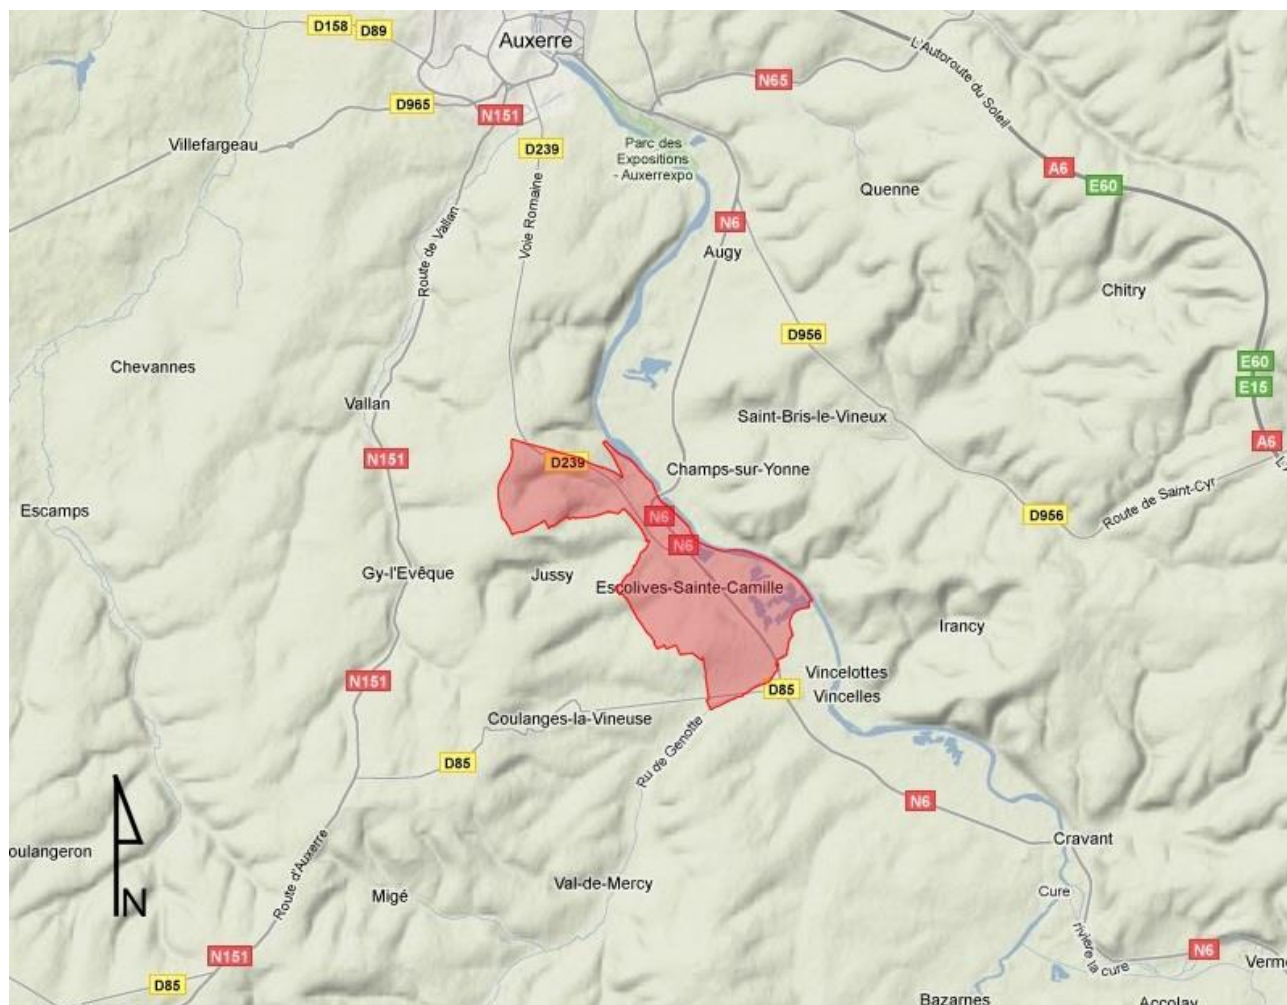 D158
D89
Auxerre
L'Autoroute du Soleil
N65
D965
N151
Villefargeau
D239
Parc des
Expositions
- Auxerrexpo
A6
E60
Quenne
Voie Romaine
Route de Vallan
N6
Augy
Chitry
D956
Chevannes
E60
E15
Vallan
Saint-Bris-le-Vineux
A6
N151
D239
Champs-sur-Yonne
Route de Saint-Cyr
Escamps
N6
D956
N6
Gy-l'Evêque
Jussy
Escolives-Sainte-Camille
Irancy
N151
Vincelottes
D85
Vincelles
Coulanges-la-Vineuse
Ru de Genotte
D85
N6
oulangeron
Route d'Auxerre
Cravant
N
Migé
Val-de-Mercy
Cure
rivière la cure
N151
N6
Verm
D85
Bazarnes
Accolay